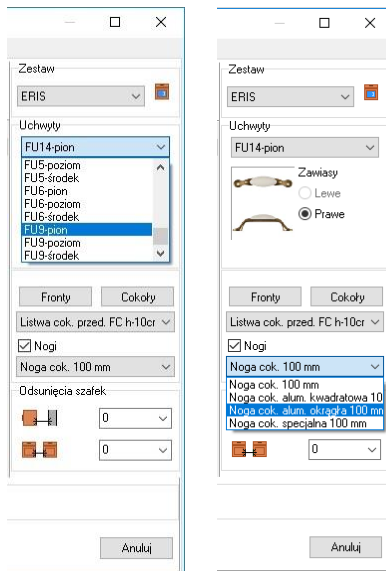 Zestaw
ERIS
Uchwyty
FU14-pion
FU5-poziom
FU5-środek
FU6-pion
FU6-poziom
FU6-środek
FU9-pion
FU9-poziom
FU9-środek
Fronty Cokoły
Listwa cok. przed. FC h-10cr
Nogi
Noga cok. 100 mm
Odsunięcia szafek
0
0
Anuluj
Zestaw
ERIS
Uchwyty
FU14-pion
Zawiasy
Lewe
Prawe
Fronty Cokoły
Listwa cok. przed. FC h-10cr
Nogi
Noga cok. 100 mm
Noga cok. 100 mm
Noga cok. alum. kwadratowa 10
Noga cok. alum. okrągła 100 mm
Noga cok. specjalna 100 mm
0
Anuluj